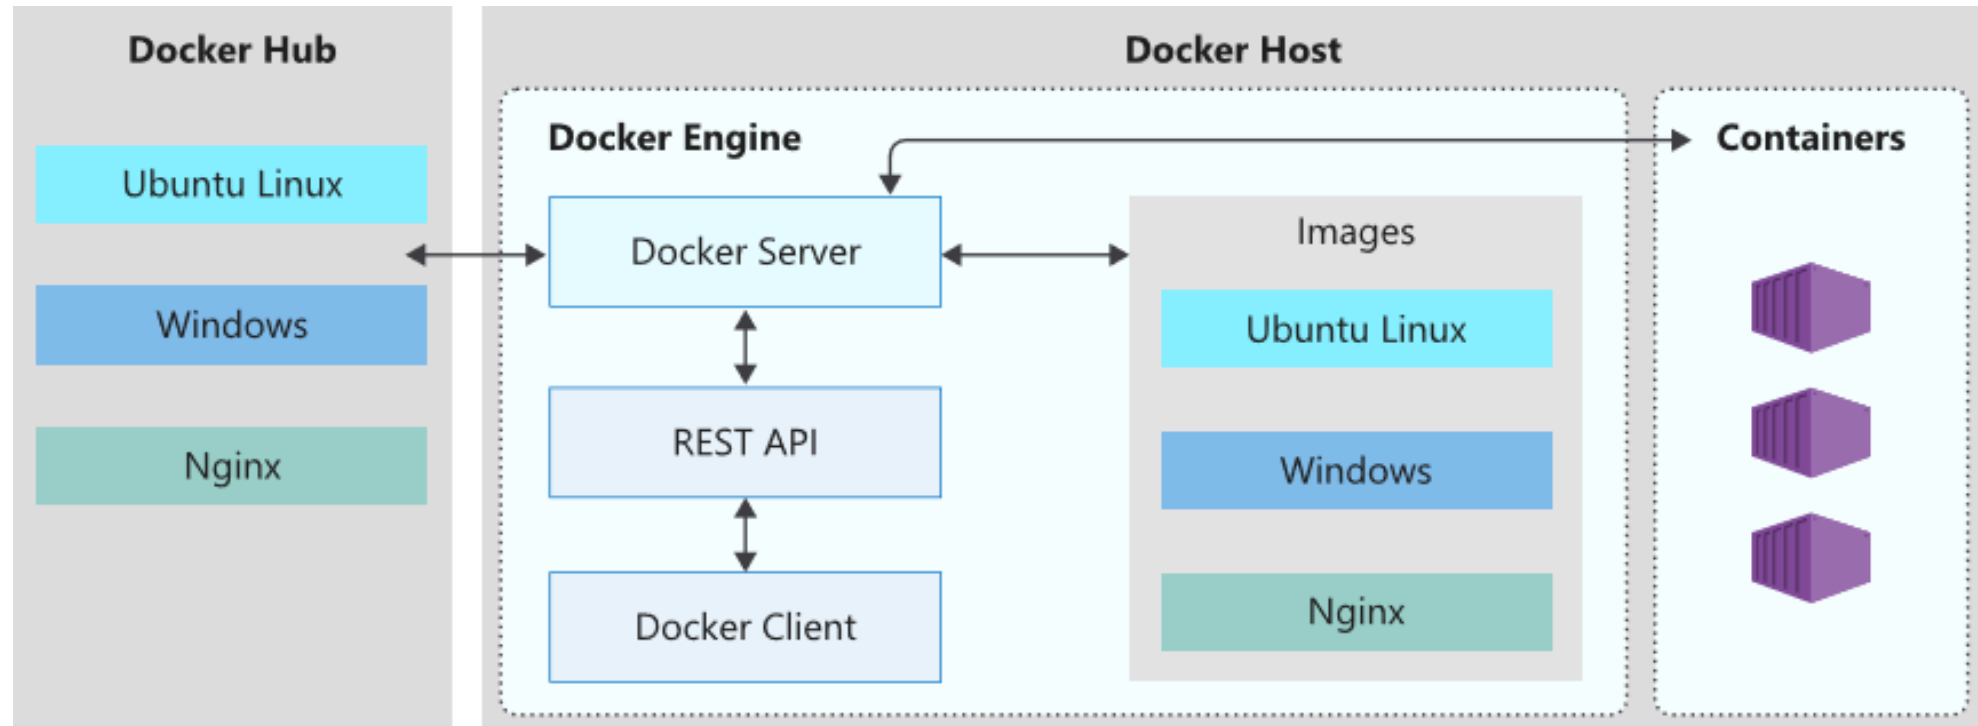 Docker Hub
Ubuntu Linux
Windows
Nginx
Docker Host
Docker Engine
Docker Server
REST API
Docker Client
Images
Ubuntu Linux
Windows
Nginx
Containers